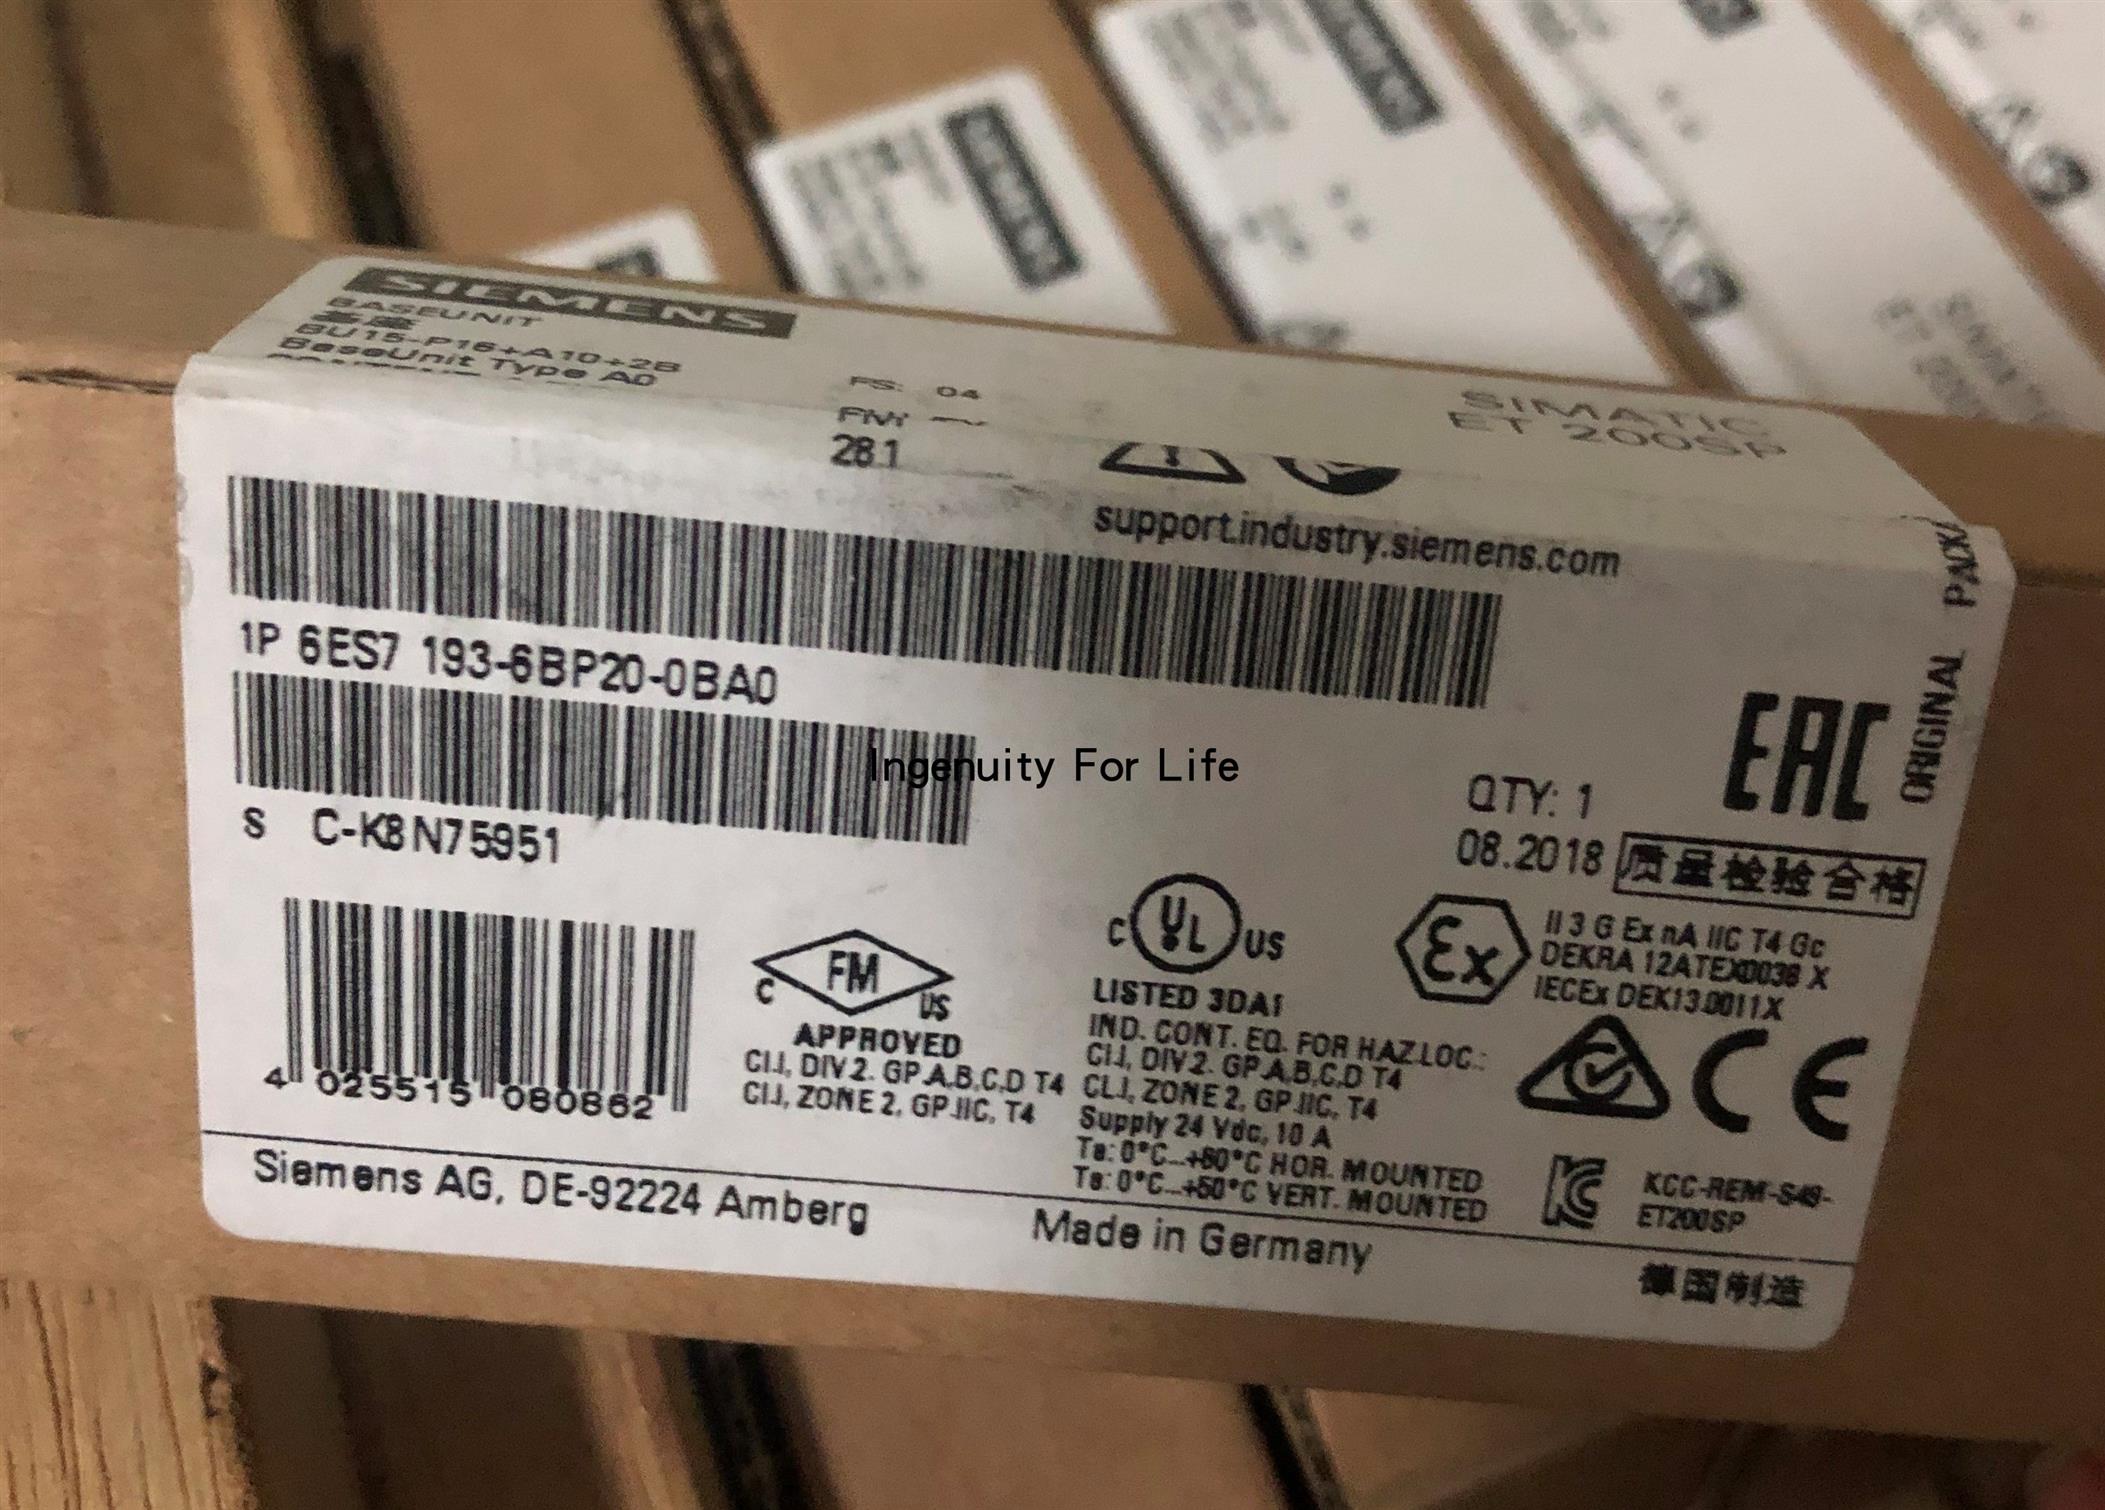 SIEMENS
BASEUNIT
基座
BU15-P16+A10+2B
BaseUnit Type A0
FS: 04
281
SIMATIC
ET 200SP
support.industry.siemens.com
1P 6ES7 193-6BP20-0BA0
Ingenuity For Life
S C-K8N75951
QTY: 1
08.2018 质量检验合格
EAC
ORIGINAL PACKA
4 025515 080862
C FM US
APPROVED
CI.I, DIV 2. GP.A,B,C,D T4
CI.I, ZONE 2, GP.IIC, T4
C UL US
LISTED 3DA1
IND. CONT. EQ. FOR HAZ.LOC.:
CI.I, DIV 2. GP.A,B,C,D T4
CL.I, ZONE 2, GP.IIC, T4
Supply 24 Vdc, 10 A
Ta: 0°C...+60°C HOR. MOUNTED
Ta: 0°C...+50°C VERT. MOUNTED
Ex
II 3 G Ex nA IIC T4 Gc
DEKRA 12ATEX0038 X
IECEx DEK13.0011X
CE
KCC-REM-S49-
ET200SP
Siemens AG, DE-92224 Amberg
Made in Germany
德国制造